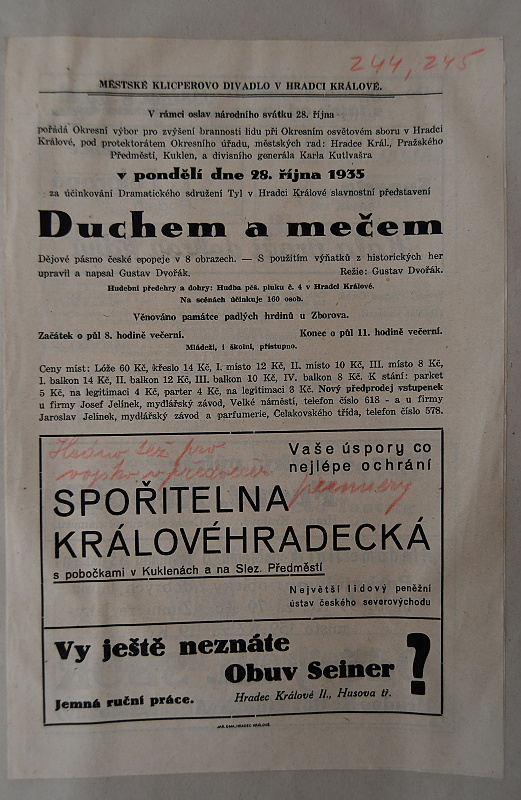 244, 245
MĚSTSKÉ KLICPEROVO DIVADLO V HRADCI KRÁLOVÉ.
V rámci oslav národního svátku 28. října
pořádá Okresní výbor pro zvýšení brannosti lidu při Okresním osvětovém sboru v Hradci
Králové, pod protektorátem Okresního úřadu, městských rad: Hradce Král., Pražského
Předměstí, Kuklen, a divisního generála Karla Kutlvašra
v pondělí dne 28. října 1935
za účinkování Dramatického sdružení Tyl v Hradci Králové slavnostní představení
Duchem a mečem
Dějové pásmo české epopeje v 8 obrazech. — S použitím výňatků z historických her
upravil a napsal Gustav Dvořák. Režie: Gustav Dvořák.
Hudební předehry a dohry: Hudba pěš. pluku č. 4 v Hradci Králové.
Na scénách účinkuje 160 osob.
Věnováno památce padlých hrdinů u Zborova.
Začátek o půl 8. hodině večerní. Konec o půl 11. hodině večerní.
Mládeži, i školní, přístupno.
Ceny míst: Lóže 60 Kč, křeslo 14 Kč, I. místo 12 Kč, II. místo 10 Kč, III. místo 8 Kč,
I. balkon 14 Kč, II. balkon 12 Kč, III. balkon 10 Kč, IV. balkon 8 Kč. K stání: parket
5 Kč, na legitimaci 4 Kč, parter 4 Kč, na legitimaci 3 Kč. Nový předprodej vstupenek
u firmy Josef Jelínek, mydlářský závod, Velké náměstí, telefon číslo 618 - a u firmy
Jaroslav Jelínek, mydlářský závod a parfumerie, Čelakovského třída, telefon číslo 578.
Hráno též pro
vojsko v předvečer
premiéry
Vaše úspory co
nejlépe ochrání
SPOŘITELNA
KRÁLOVÉHRADECKÁ
s pobočkami v Kuklenách a na Slez. Předměstí
Největší lidový peněžní
ústav českého severovýchodu
Vy ještě neznáte
Obuv Seiner ?
Jemná ruční práce. Hradec Králové II., Husova tř.